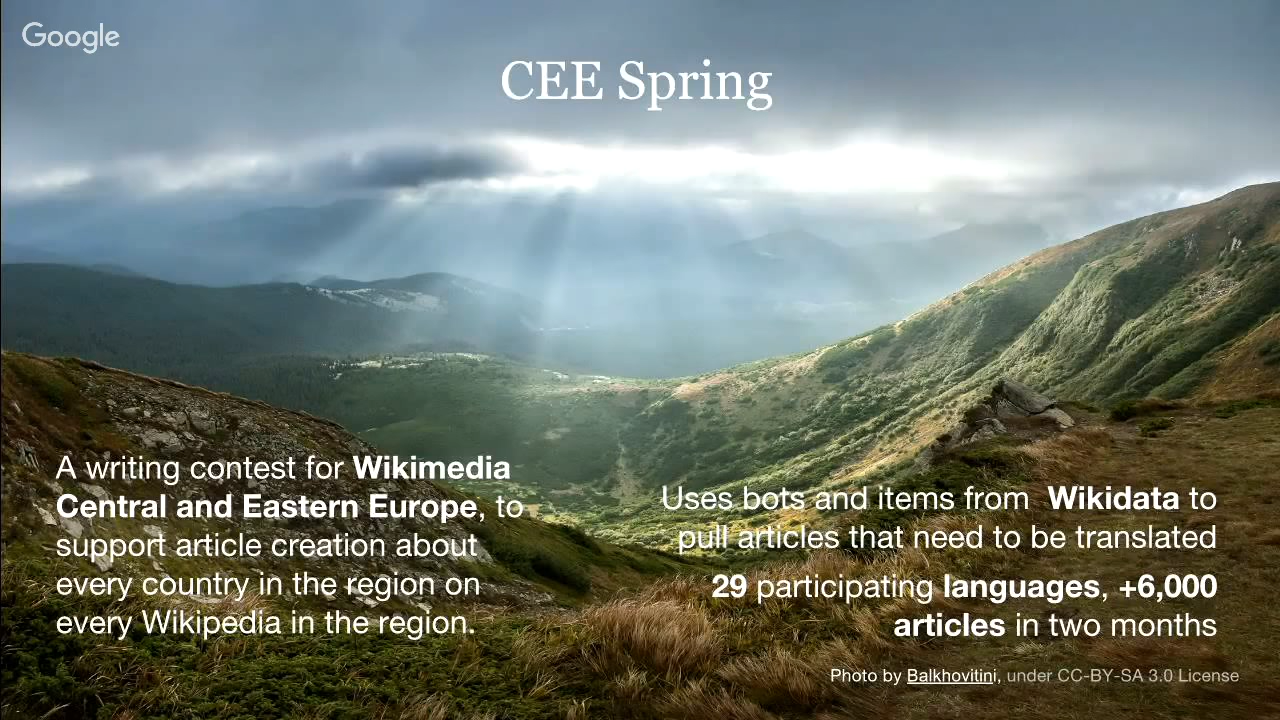 Google
CEE Spring
A writing contest for Wikimedia
Central and Eastern Europe, to
support article creation about
every country in the region on
every Wikipedia in the region.
Uses bots and items from Wikidata to
pull articles that need to be translated
29 participating languages, +6,000
articles in two months
Photo by Balkhovitini, under CC-BY-SA 3.0 License